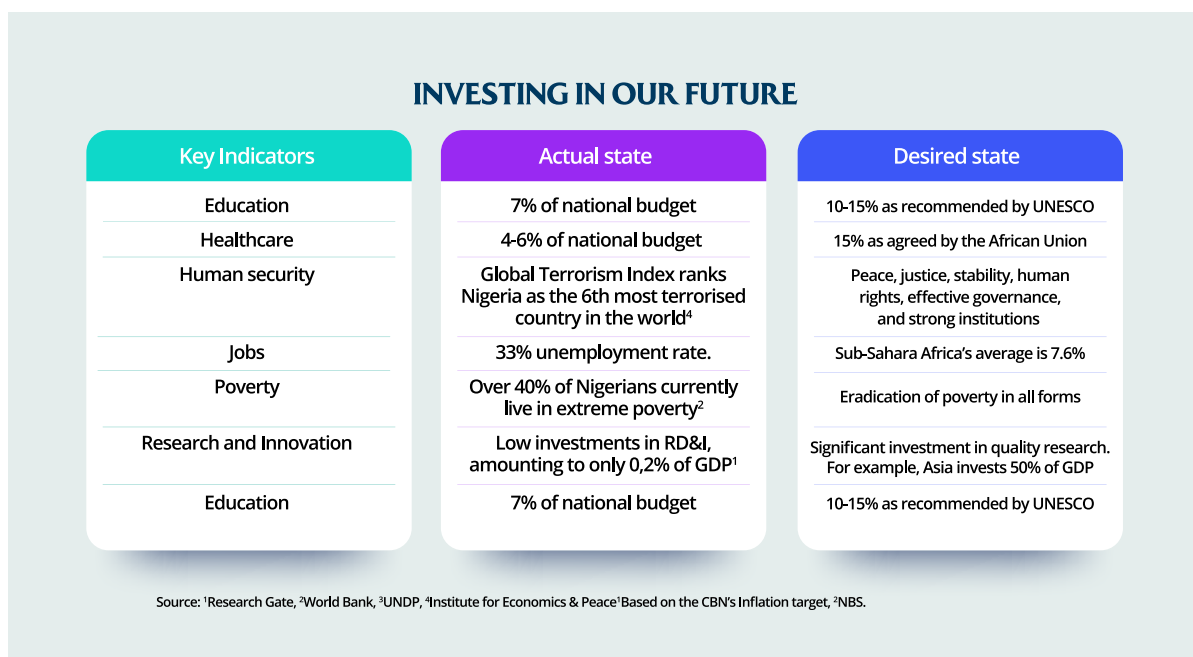 INVESTING IN OUR FUTURE
Key Indicators
Actual state
Desired state
Education
7% of national budget
10-15% as recommended by UNESCO
Healthcare
4-6% of national budget
15% as agreed by the African Union
Human security
Global Terrorism Index ranks
Nigeria as the 6th most terrorised
country in the world⁴
Peace, justice, stability, human
rights, effective governance,
and strong institutions
Jobs
33% unemployment rate.
Sub-Sahara Africa’s average is 7.6%
Poverty
Over 40% of Nigerians currently
live in extreme poverty²
Eradication of poverty in all forms
Research and Innovation
Low investments in RD&I,
amounting to only 0,2% of GDP¹
Significant investment in quality research.
For example, Asia invests 50% of GDP
Education
7% of national budget
10-15% as recommended by UNESCO
Source: ¹Research Gate, ²World Bank, ³UNDP, ⁴Institute for Economics & Peace¹Based on the CBN’s Inflation target, ²NBS.